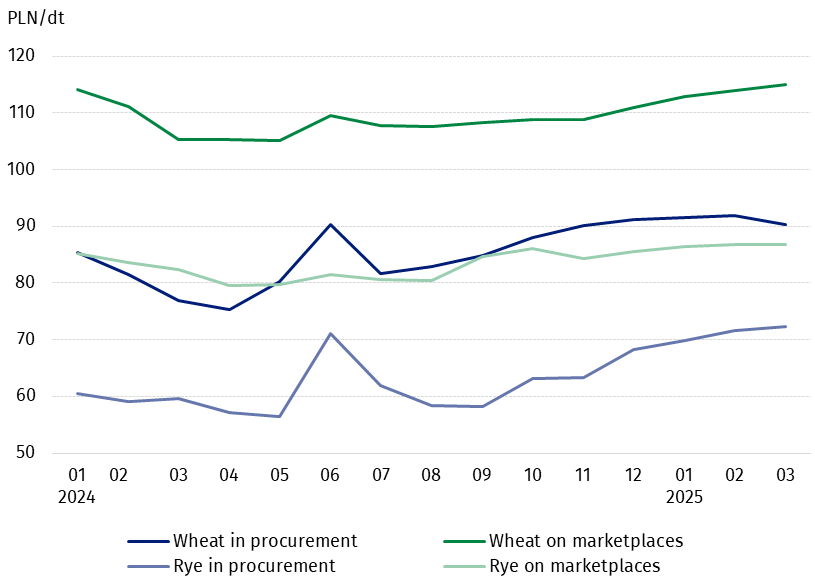 PLN/dt
120
110
100
90
80
70
60
50
01 02 03 04 05 06 07 08 09 10 11 12 01 02 03
2024 2025
Wheat in procurement Wheat on marketplaces
Rye in procurement Rye on marketplaces